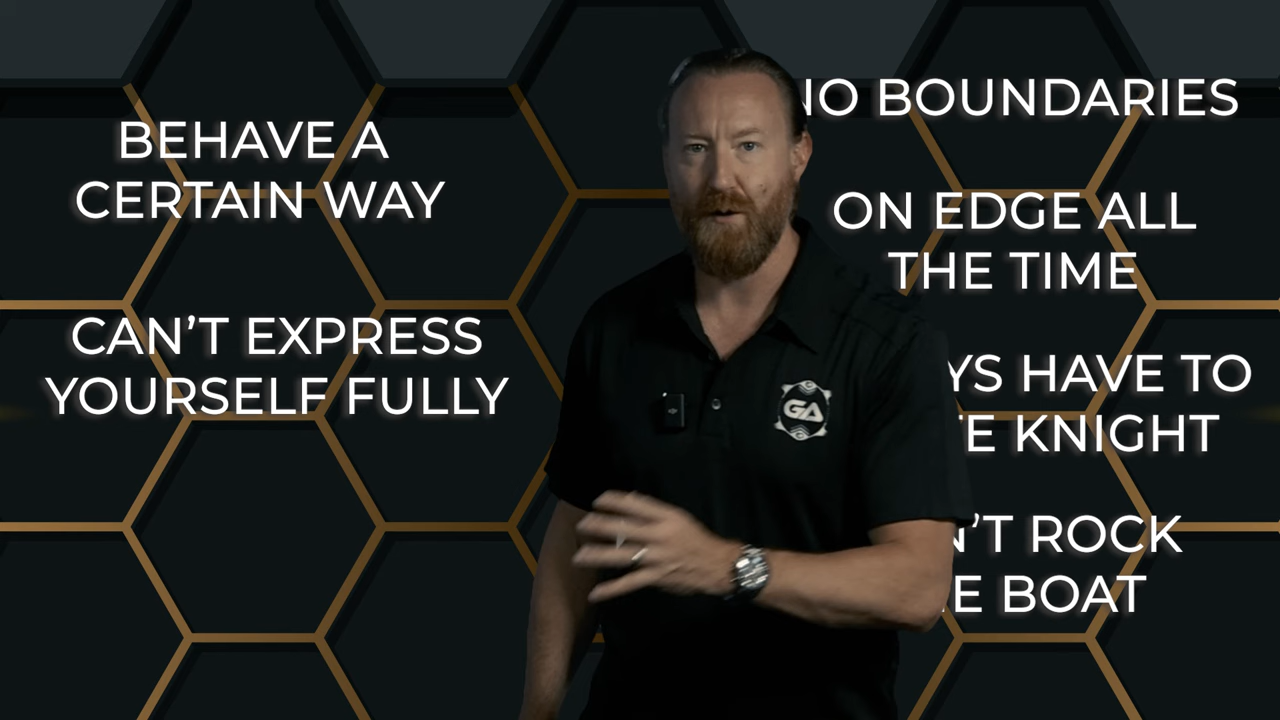 BEHAVE A
CERTAIN WAY
CAN’T EXPRESS
YOURSELF FULLY
BOUNDARIES
ON EDGE ALL
THE TIME
HAVE TO
KNIGHT
ROCK
BOAT
GA